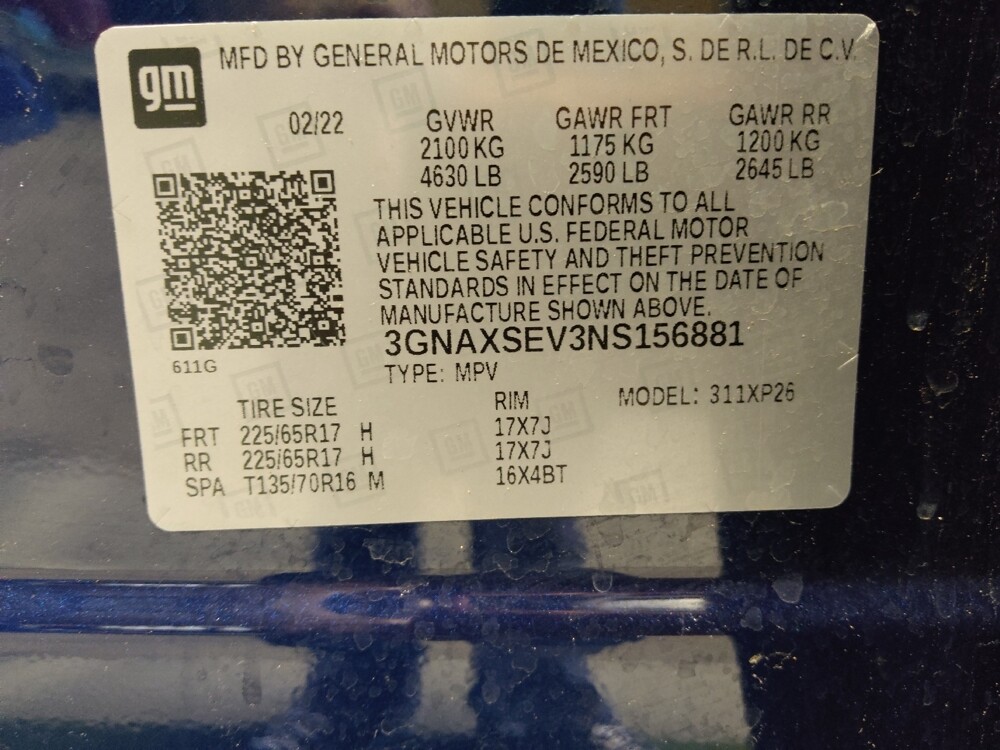 gm
MFD BY GENERAL MOTORS DE MEXICO, S. DE R.L. DE C.V.
02/22 GVWR GAWR FRT GAWR RR
2100 KG 1175 KG 1200 KG
4630 LB 2590 LB 2645 LB
THIS VEHICLE CONFORMS TO ALL
APPLICABLE U.S. FEDERAL MOTOR
VEHICLE SAFETY AND THEFT PREVENTION
STANDARDS IN EFFECT ON THE DATE OF
MANUFACTURE SHOWN ABOVE.
3GNAXSEV3NS156881
611G
TYPE: MPV
TIRE SIZE RIM MODEL: 311XP26
FRT 225/65R17 H 17X7J
RR 225/65R17 H 17X7J
SPA T135/70R16 M 16X4BT